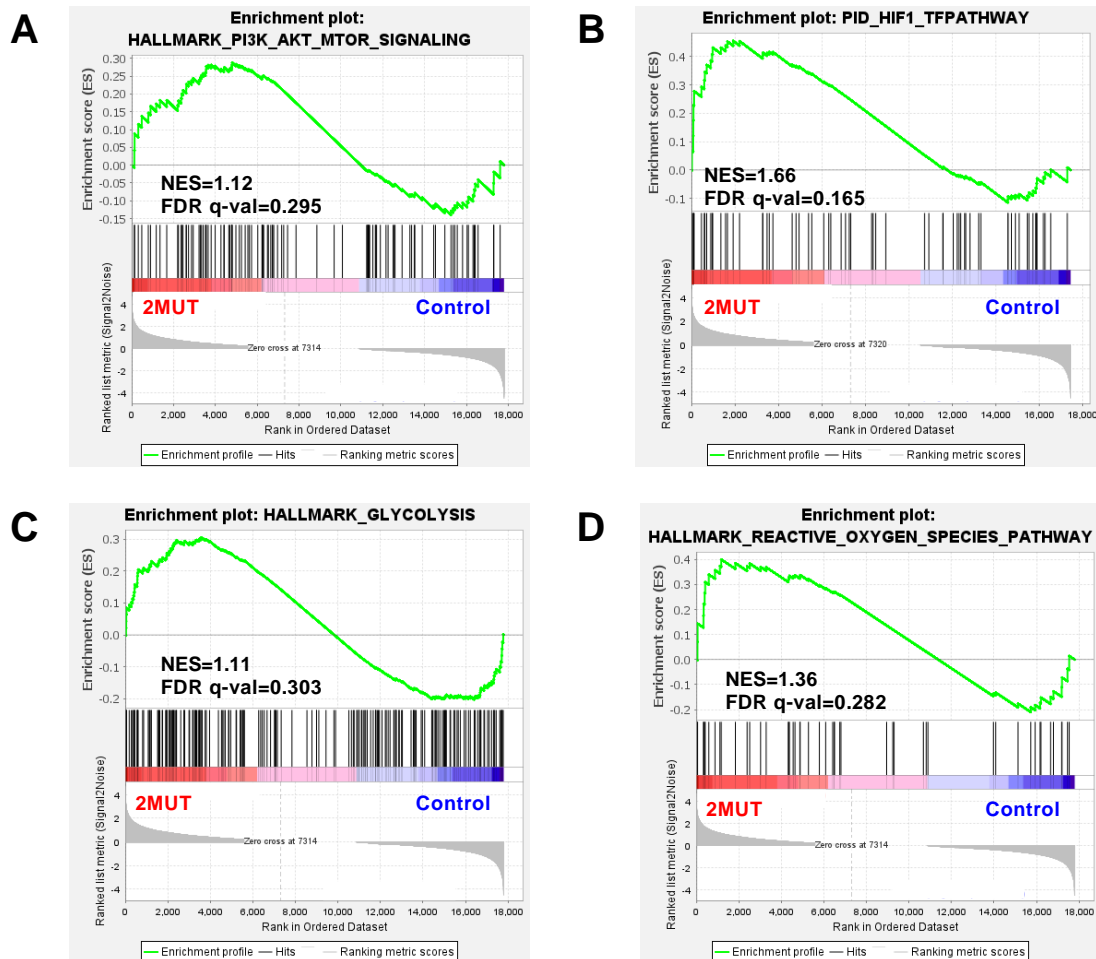 A
Enrichment plot:
HALLMARK_PI3K_AKT_MTOR_SIGNALING
Enrichment score (ES)
0.30
0.25
0.20
0.15
0.10
0.05
0.00
-0.05
-0.10
-0.15
NES=1.12
FDR q-val=0.295
2MUT
Control
Ranked list metric (Signal2Noise)
4
2
0
-2
-4
Zero cross at 7314
0 2,000 4,000 6,000 8,000 10,000 12,000 14,000 16,000 18,000
Rank in Ordered Dataset
Enrichment profile Hits Ranking metric scores
B
Enrichment plot: PID_HIF1_TFPATHWAY
Enrichment score (ES)
0.4
0.3
0.2
0.1
0.0
-0.1
NES=1.66
FDR q-val=0.165
2MUT
Control
Ranked list metric (Signal2Noise)
4
2
0
-2
-4
Zero cross at 7320
0 2,000 4,000 6,000 8,000 10,000 12,000 14,000 16,000 18,000
Rank in Ordered Dataset
Enrichment profile Hits Ranking metric scores
C
Enrichment plot: HALLMARK_GLYCOLYSIS
Enrichment score (ES)
0.3
0.2
0.1
0.0
-0.1
-0.2
NES=1.11
FDR q-val=0.303
2MUT
Control
Ranked list metric (Signal2Noise)
4
2
0
-2
-4
Zero cross at 7314
0 2,000 4,000 6,000 8,000 10,000 12,000 14,000 16,000 18,000
Rank in Ordered Dataset
Enrichment profile Hits Ranking metric scores
D
Enrichment plot:
HALLMARK_REACTIVE_OXYGEN_SPECIES_PATHWAY
Enrichment score (ES)
0.4
0.3
0.2
0.1
0.0
-0.1
-0.2
NES=1.36
FDR q-val=0.282
2MUT
Control
Ranked list metric (Signal2Noise)
4
2
0
-2
-4
Zero cross at 7314
0 2,000 4,000 6,000 8,000 10,000 12,000 14,000 16,000 18,000
Rank in Ordered Dataset
Enrichment profile Hits Ranking metric scores